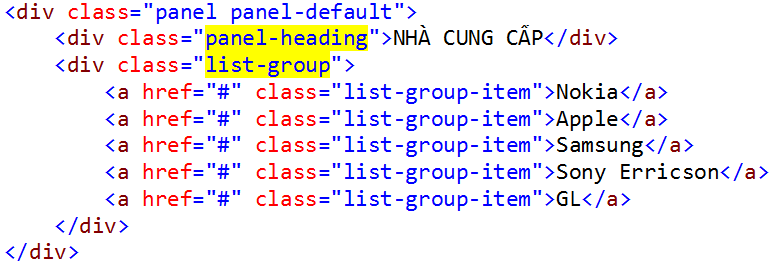 <div class="panel panel-default">
    <div class="panel-heading">NHÀ CUNG CẤP</div>
    <div class="list-group">
        <a href="#" class="list-group-item">Nokia</a>
        <a href="#" class="list-group-item">Apple</a>
        <a href="#" class="list-group-item">Samsung</a>
        <a href="#" class="list-group-item">Sony Erricson</a>
        <a href="#" class="list-group-item">GL</a>
    </div>
</div>